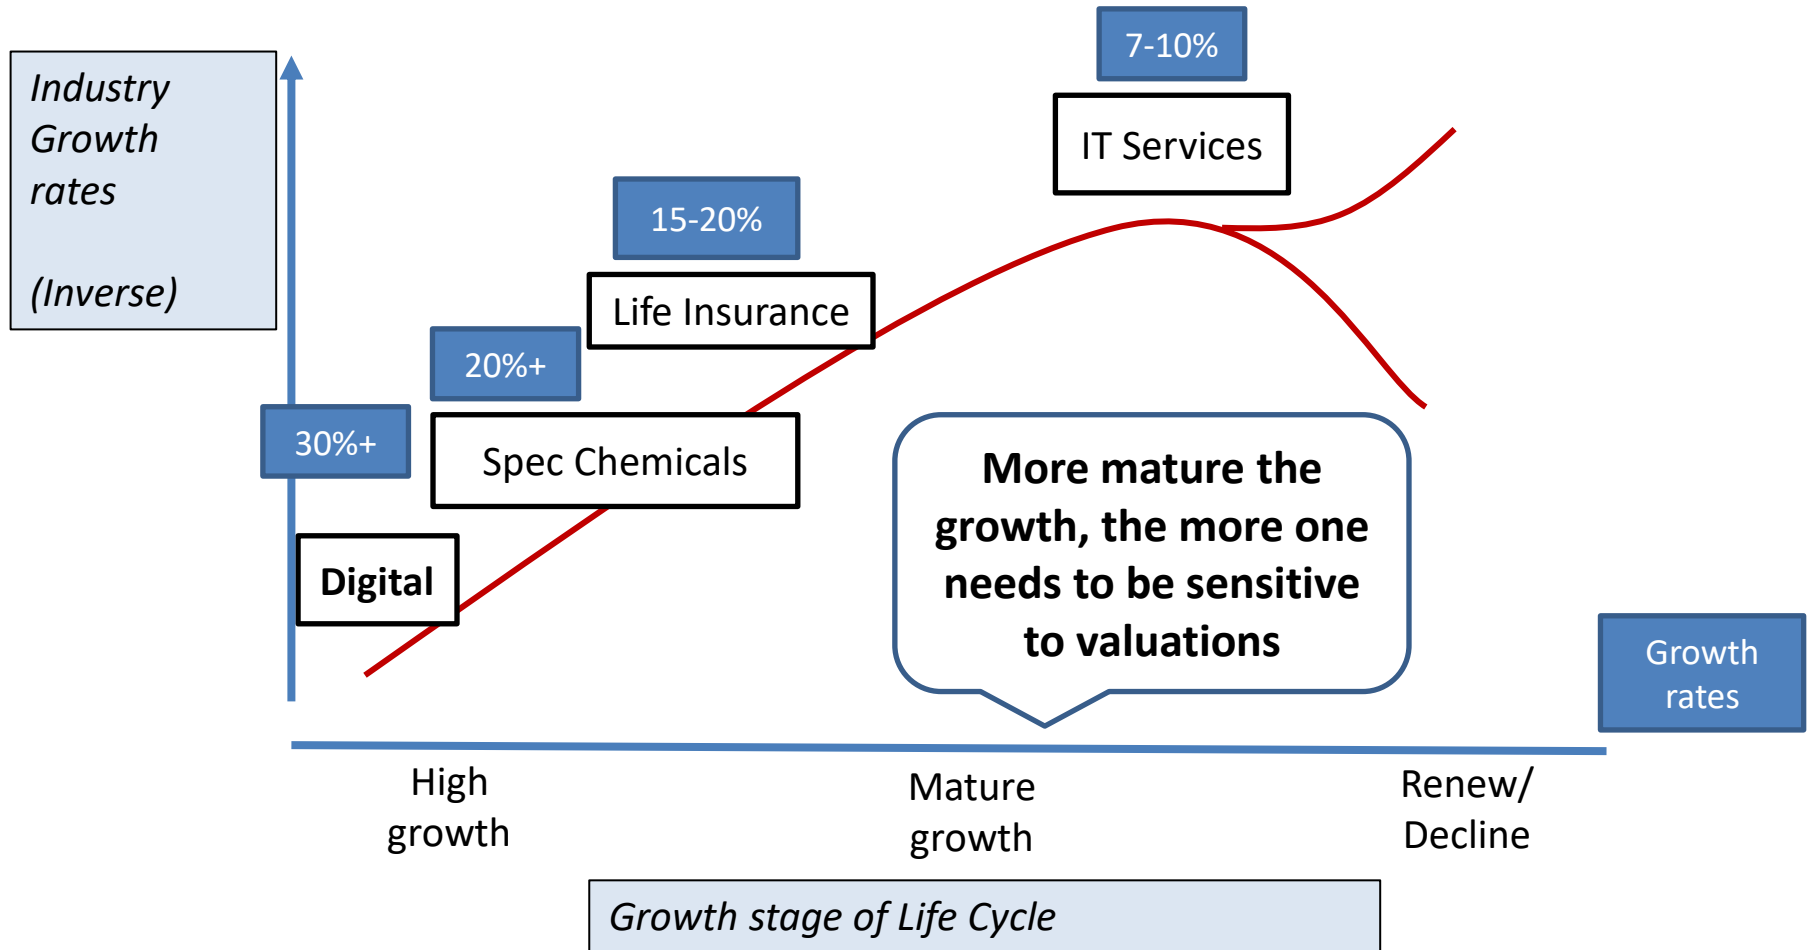 Industry
Growth
rates
(Inverse)
7-10%
IT Services
15-20%
Life Insurance
20%+
Spec Chemicals
30%+
Digital
More mature the
growth, the more one
needs to be sensitive
to valuations
Growth
rates
High
growth
Mature
growth
Renew/
Decline
Growth stage of Life Cycle